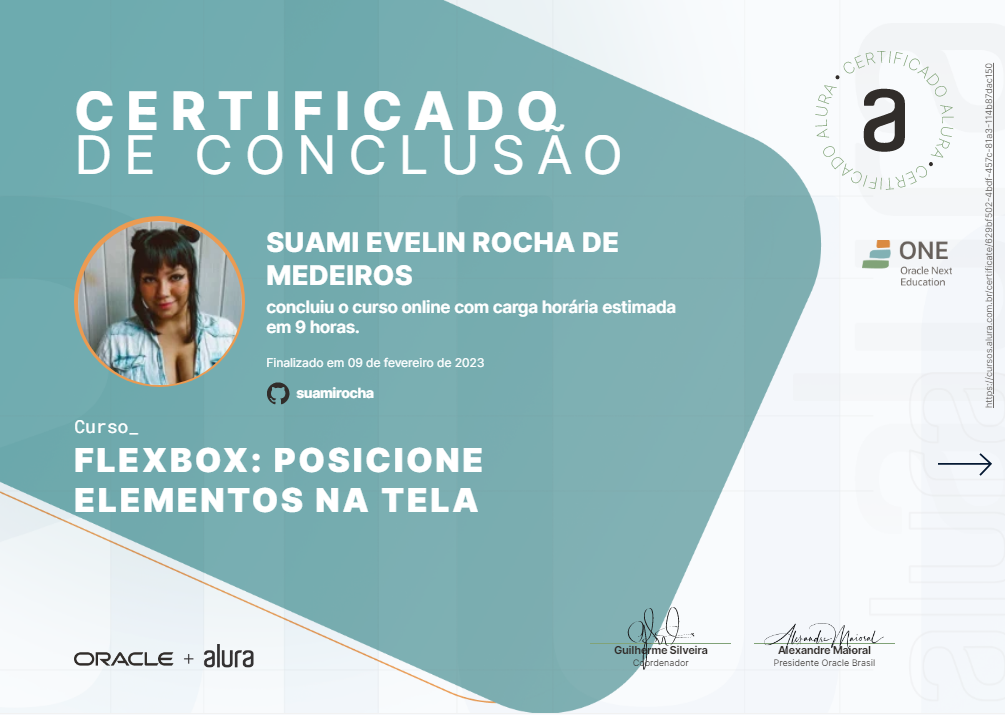 CERTIFICADO
DE CONCLUSÃO
CERTIFICADO ALURA • CERTIFICADO ALURA •
a
ONE
Oracle Next
Education
https://cursos.alura.com.br/certificate/629bf502-4bdf-457c-81a3-114b87dac150
SUAMI EVELIN ROCHA DE
MEDEIROS
concluiu o curso online com carga horária estimada
em 9 horas.
Finalizado em 09 de fevereiro de 2023
suamirocha
Curso_
FLEXBOX: POSICIONE
ELEMENTOS NA TELA
ORACLE + alura
Alexandre Maioral
Guilherme Silveira
Coordenador
Alexandre Maioral
Presidente Oracle Brasil
alura